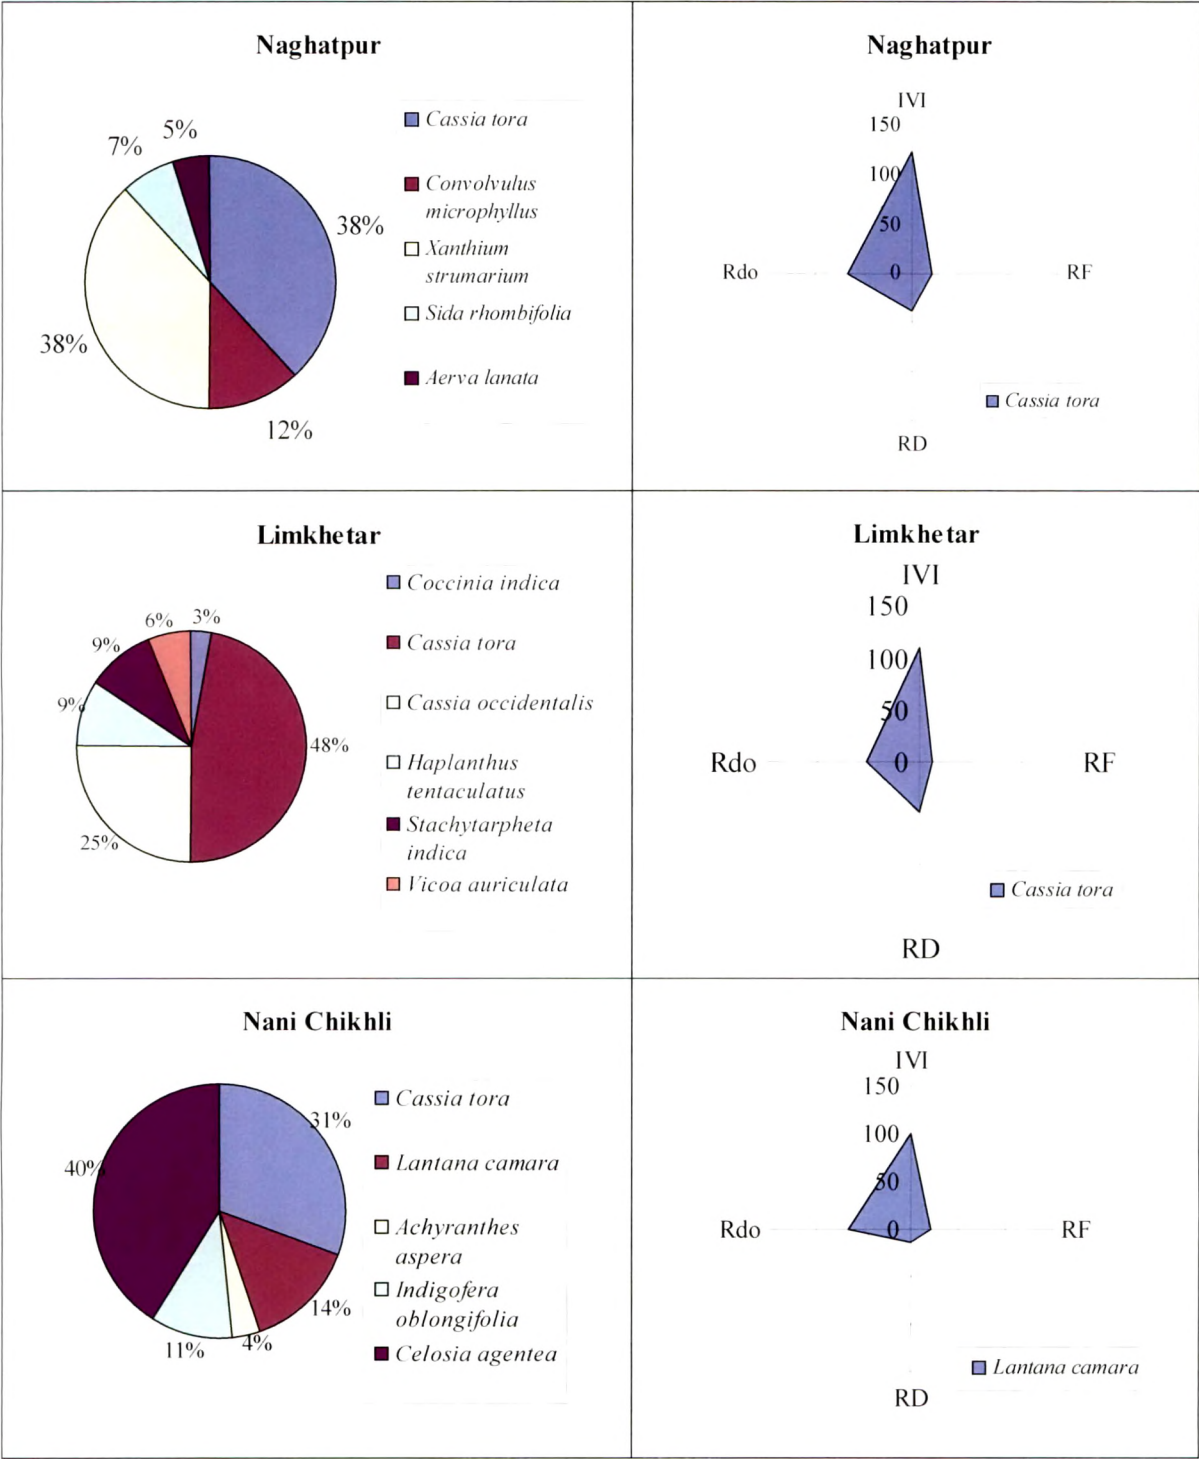 Naghatpur
5%
7%
38%
38%
12%
Cassia tora
Convolvulus
microphyllus
Xanthium
strumarium
Sida rhombifolia
Aerva lanata
Naghatpur
IVI
150
100
50
0
Rdo
RF
RD
Cassia tora
Limkhetar
6%
3%
9%
9%
48%
25%
Coccinia indica
Cassia tora
Cassia occidentalis
Haplanthus
tentaculatus
Stachytarpheta
indica
Vicoa auriculata
Limkhetar
IVI
150
100
50
0
Rdo
RF
RD
Cassia tora
Nani Chikhli
31%
40%
14%
11%
4%
Cassia tora
Lantana camara
Achyranthes
aspera
Indigofera
oblongifolia
Celosia agentea
Nani Chikhli
IVI
150
100
50
0
Rdo
RF
RD
Lantana camara